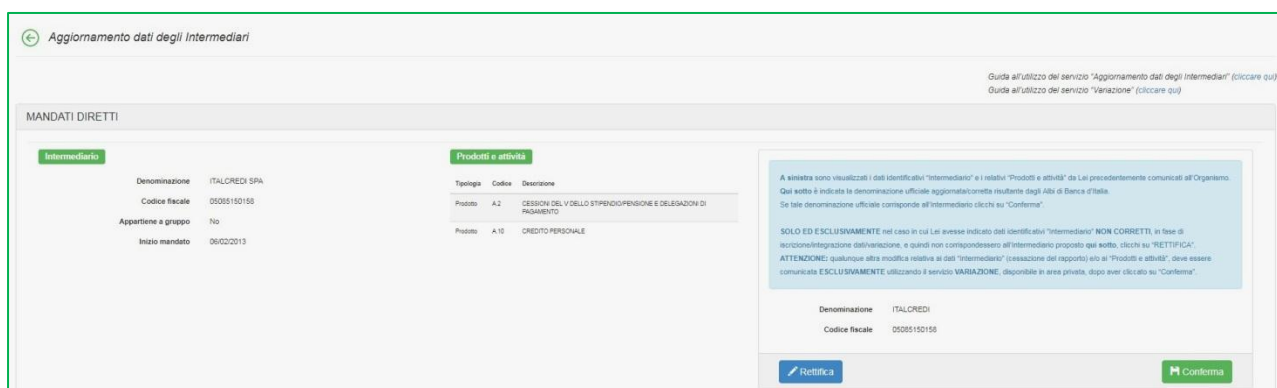 Aggiornamento dati degli Intermediari
Guida all'utilizzo del servizio "Aggiornamento dati degli Intermediari" (cliccare qui)
Guida all'utilizzo del servizio "Variazione" (cliccare qui)
MANDATI DIRETTI
Intermediario
Denominazione ITALCREDI SPA
Codice fiscale 05085150158
Appartiene a gruppo No
Inizio mandato 06/02/2013
Prodotti e attività
Tipologia Codice Descrizione
Prodotto A.2 CESSIONI DEL V DELLO STIPENDIO/PENSIONE E DELEGAZIONI DI
PAGAMENTO
Prodotto A.10 CREDITO PERSONALE
A sinistra sono visualizzati i dati identificativi "Intermediario" e i relativi "Prodotti e attività" da Lei precedentemente comunicati all'Organismo.
Qui sotto è indicata la denominazione ufficiale aggiornata/corretta risultante dagli Albi di Banca d'Italia.
Se tale denominazione ufficiale corrisponde all'Intermediario clicchi su "Conferma".
SOLO ED ESCLUSIVAMENTE nel caso in cui Lei avesse indicato dati identificativi "Intermediario" NON CORRETTI, in fase di
iscrizione/integrazione dati/variazione, e quindi non corrispondessero all'Intermediario proposto qui sotto, clicchi su "RETTIFICA".
ATTENZIONE: qualunque altra modifica relativa ai dati "Intermediario" (cessazione del rapporto) e/o ai "Prodotti e attività", deve essere
comunicata ESCLUSIVAMENTE utilizzando il servizio VARIAZIONE, disponibile in area privata, dopo aver cliccato su "Conferma".
Denominazione ITALCREDI
Codice fiscale 05085150158
Rettifica
Conferma